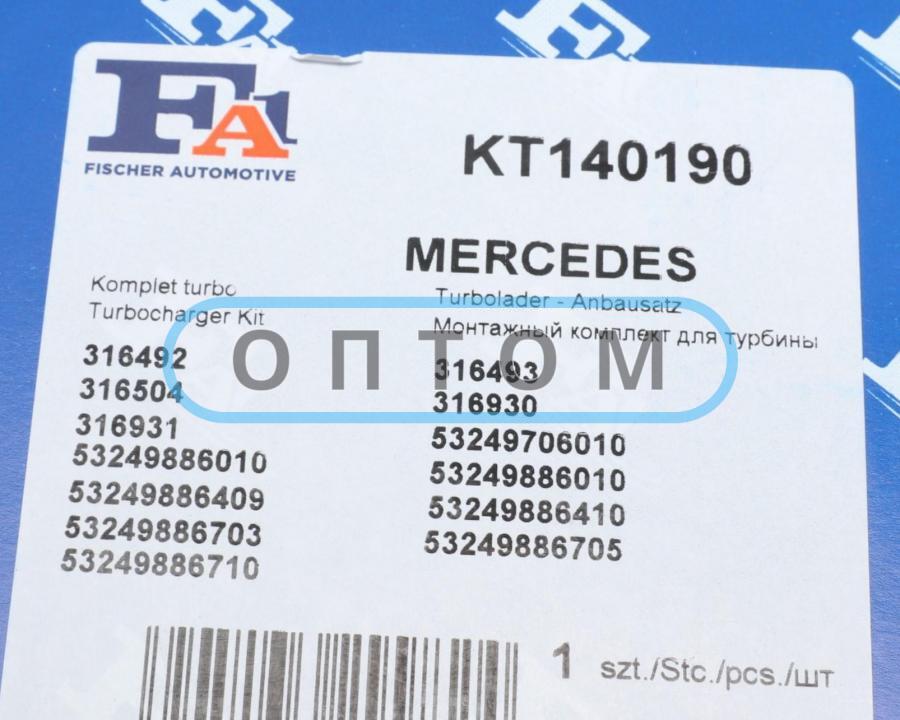 FA1
FISCHER AUTOMOTIVE
KT140190
MERCEDES
Komplet turbo
Turbocharger Kit
Turbolader - Anbausatz
Монтажный комплект для турбины
ОПТОМ
316492
316504
316931
53249886010
53249886409
53249886703
53249886710
316493
316930
53249706010
53249886010
53249886410
53249886705
1 szt./Stc./pcs./шт